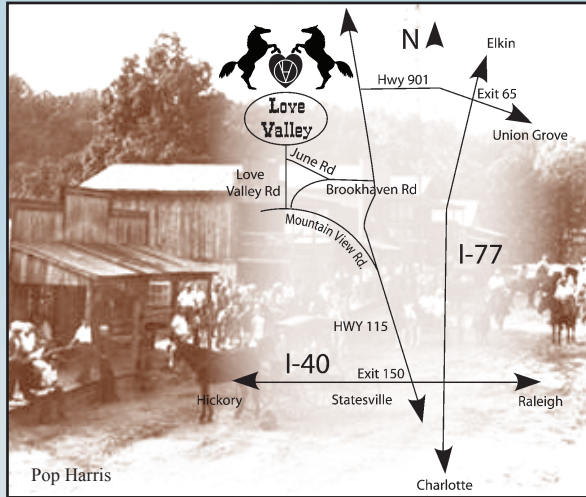 N
Elkin
Hwy 901
Exit 65
Union Grove
Love
Valley
June Rd
Love
Valley Rd
Brookhaven Rd
Mountain View Rd.
I-77
HWY 115
I-40
Exit 150
Hickory
Statesville
Raleigh
Pop Harris
Charlotte